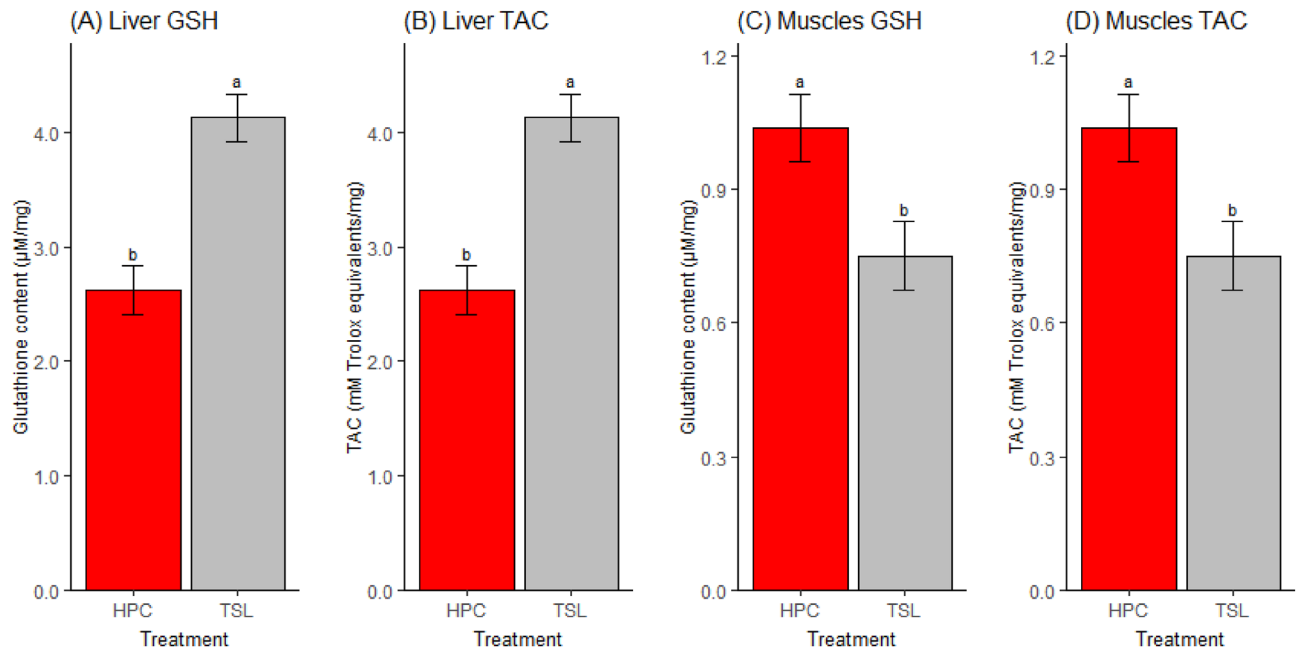 (A) Liver GSH
Glutathione content (µM/mg)
4.0
3.0
2.0
1.0
0.0
b
a
HPC
TSL
Treatment
(B) Liver TAC
TAC (mM Trolox equivalents/mg)
4.0
3.0
2.0
1.0
0.0
b
a
HPC
TSL
Treatment
(C) Muscles GSH
Glutathione content (µM/mg)
1.2
0.9
0.6
0.3
0.0
a
b
HPC
TSL
Treatment
(D) Muscles TAC
TAC (mM Trolox equivalents/mg)
1.2
0.9
0.6
0.3
0.0
a
b
HPC
TSL
Treatment